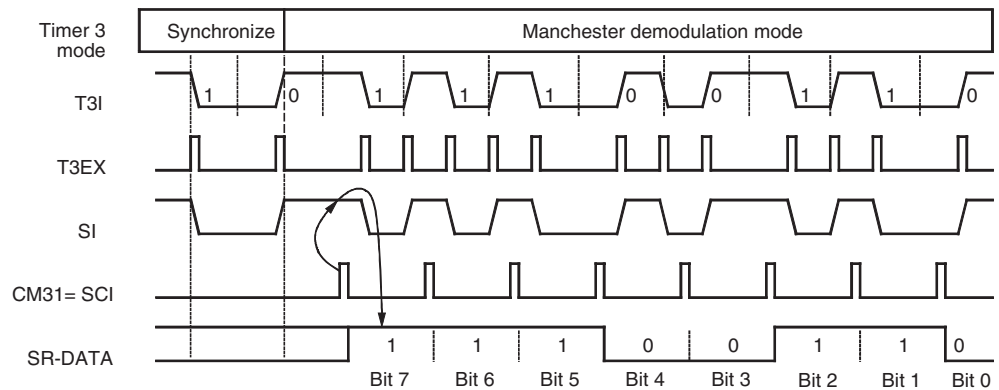 Timer 3 mode
Synchronize
Manchester demodulation mode
T3I
1 0 1 1 1 0 0 1 1 0
T3EX
SI
CM31= SCI
SR-DATA
1 1 1 0 0 1 1 0
Bit 7 Bit 6 Bit 5 Bit 4 Bit 3 Bit 2 Bit 1 Bit 0